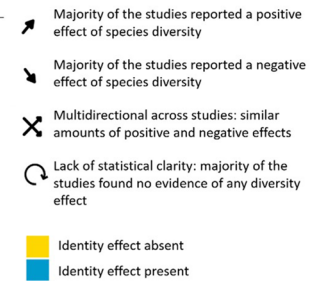 Majority of the studies reported a positive
effect of species diversity
Majority of the studies reported a negative
effect of species diversity
Multidirectional across studies: similar
amounts of positive and negative effects
Lack of statistical clarity: majority of the
studies found no evidence of any diversity
effect
Identity effect absent
Identity effect present